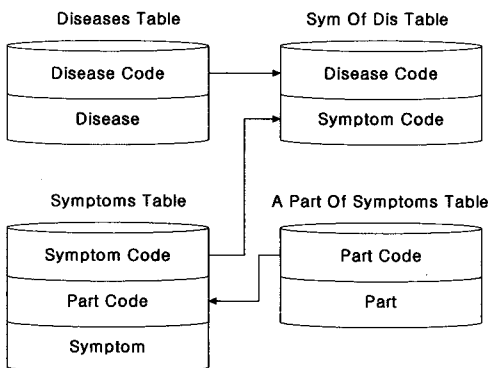 Diseases Table
Disease Code
Disease
Sym Of Dis Table
Disease Code
Symptom Code
Symptoms Table
Symptom Code
Part Code
Symptom
A Part Of Symptoms Table
Part Code
Part